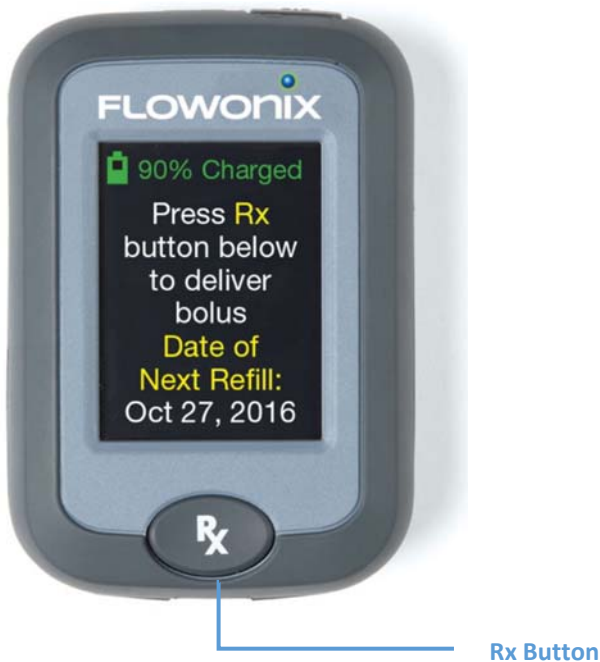 FLOWONIX
90% Charged
Press Rx
button below
to deliver
bolus
Date of
Next Refill:
Oct 27, 2016
Rx
Rx Button